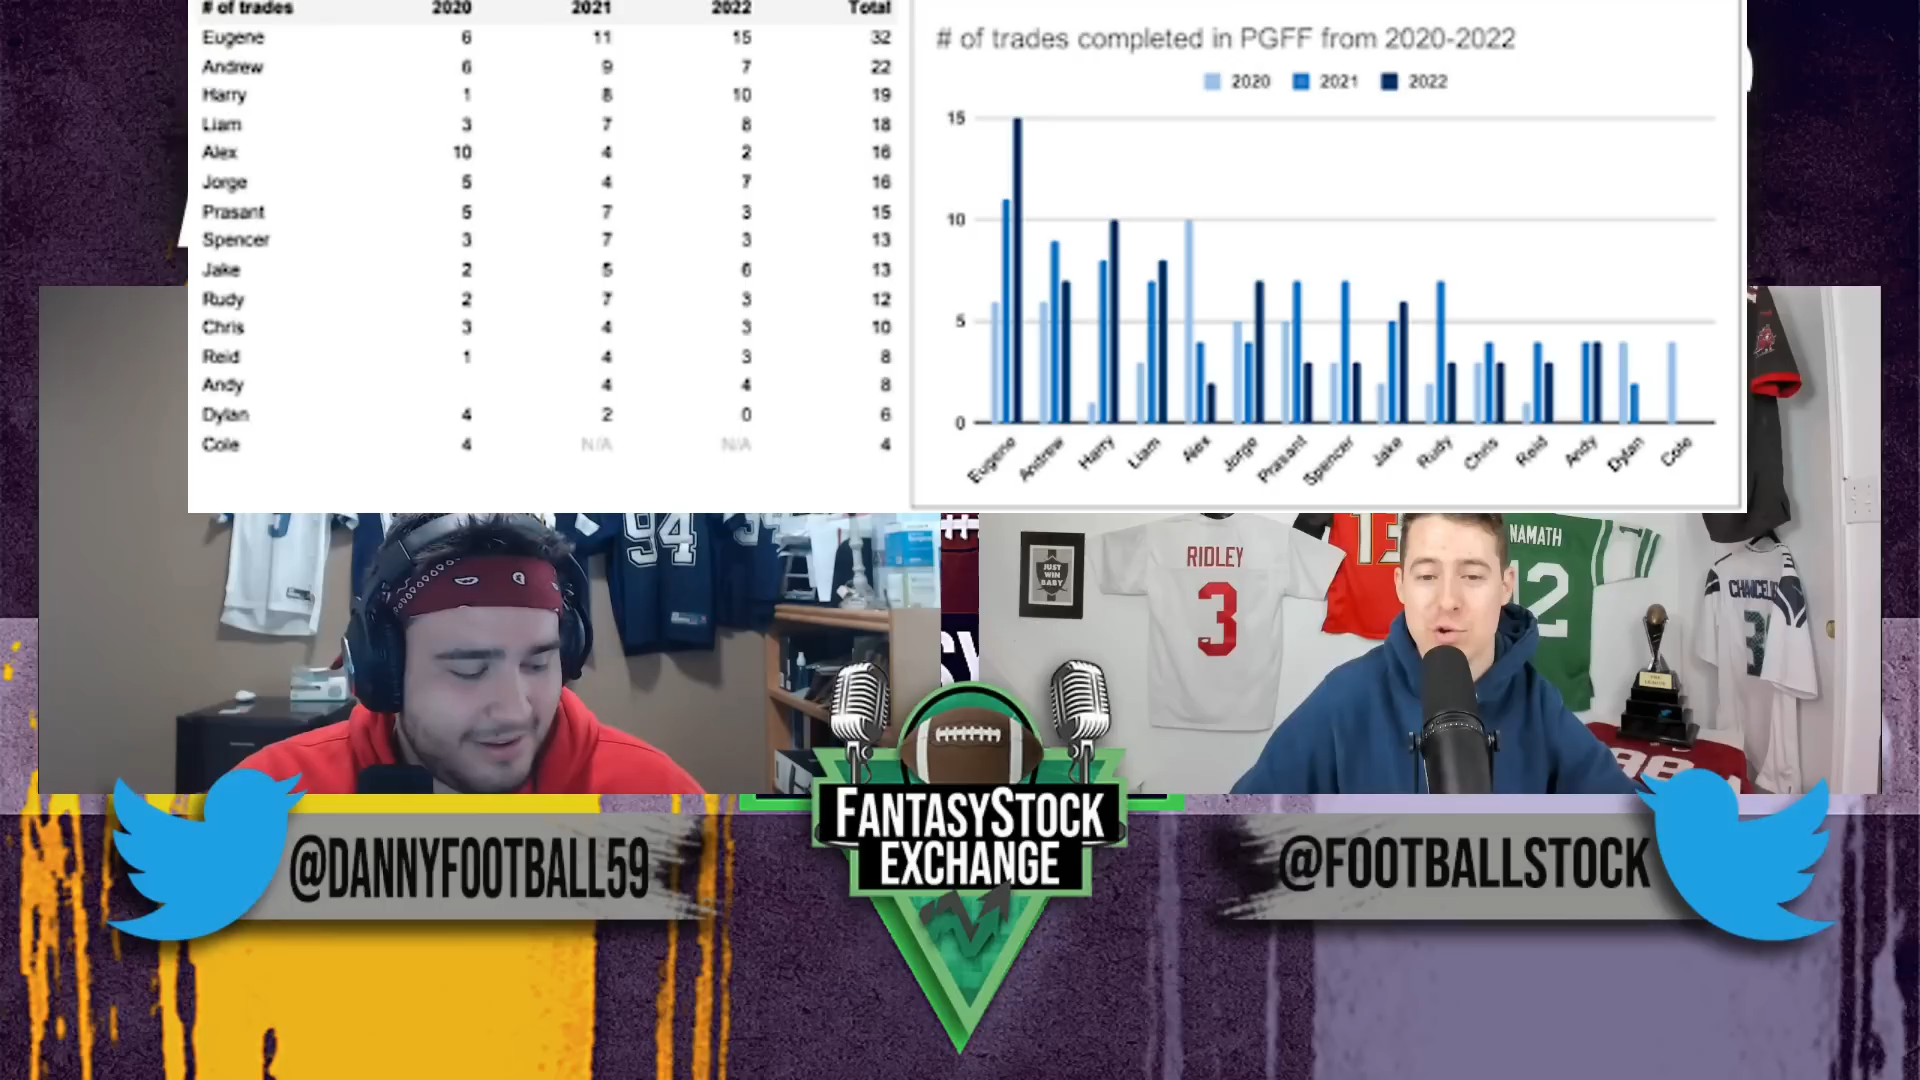 # of trades 2020 2021 2022 Total
Eugene 6 11 15 32
Andrew 6 9 7 22
Harry 1 8 10 19
Liam 3 7 8 18
Alex 10 4 2 16
Jorge 5 4 7 16
Prasant 5 7 3 15
Spencer 3 7 3 13
Jake 2 5 6 13
Rudy 2 7 3 12
Chris 3 4 3 10
Reid 1 4 3 8
Andy 4 4 8
Dylan 4 2 0 6
Cole 4 N/A N/A 4
# of trades completed in PGFF from 2020-2022
2020 2021 2022
15
10
5
0
Eugene Andrew Harry Liam Alex Jorge Prasant Spencer Jake Rudy Chris Reid Andy Dylan Cole
94
JUST
WIN
BABY
RIDLEY
3
NAMATH
12
FANTASYSTOCK
EXCHANGE
@DANNYFOOTBALL59
@FOOTBALLSTOCK